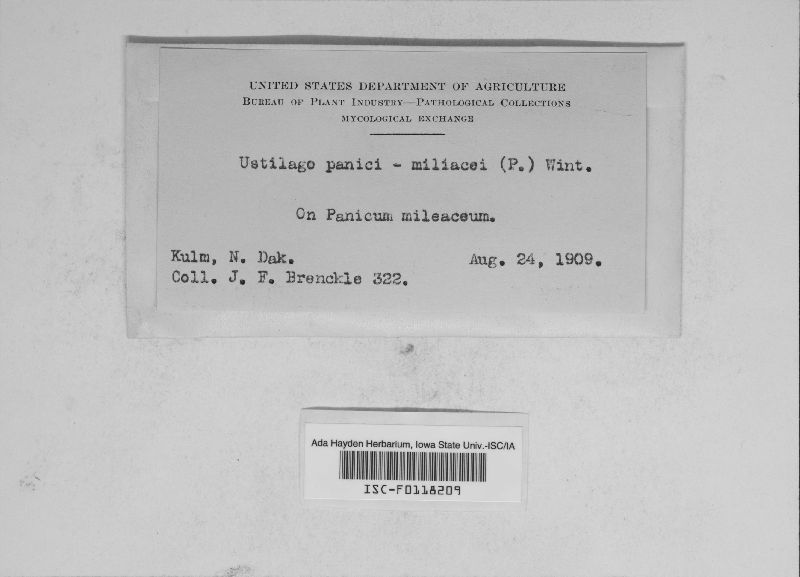 UNITED STATES DEPARTMENT OF AGRICULTURE
BUREAU OF PLANT INDUSTRY—PATHOLOGICAL COLLECTIONS
MYCOLOGICAL EXCHANGE
Ustilago panici - miliacei (P.) Wint.
On Panicum mileaceum.
Kulm, N. Dak. Aug. 24, 1909.
Coll. J. F. Brenckle 322.
Ada Hayden Herbarium, Iowa State Univ.-ISC/IA
ISC-F0118209